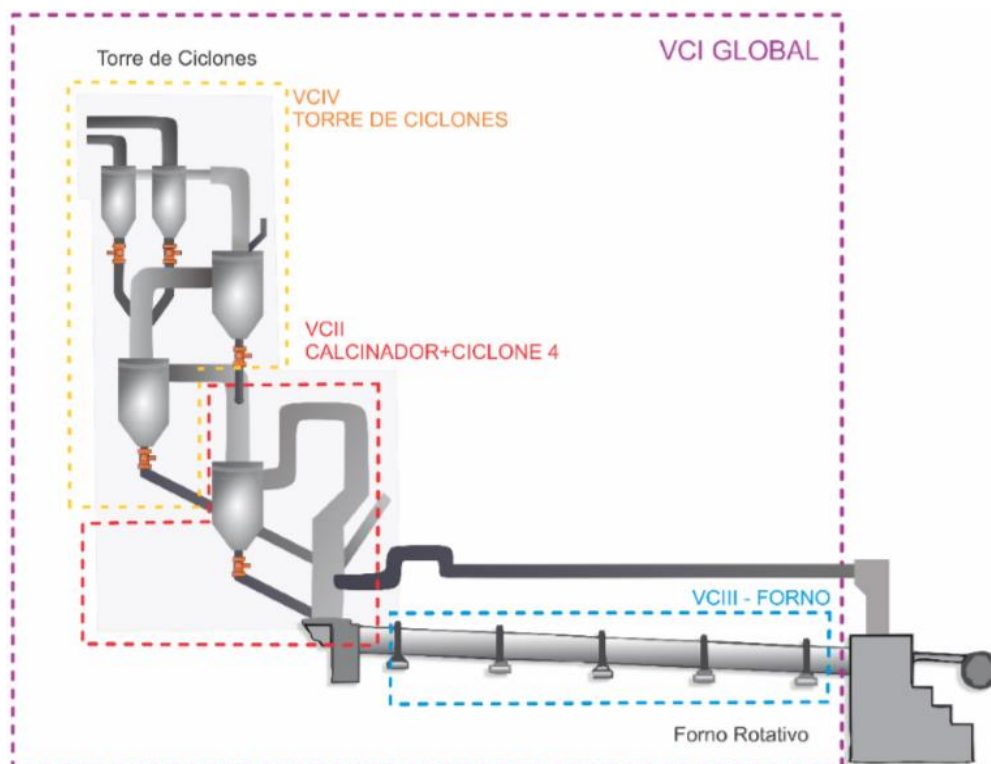 Torre de Ciclones
VCI GLOBAL
VCIV
TORRE DE CICLONES
VCII
CALCINADOR+CICLONE 4
VCIII - FORNO
Forno Rotativo